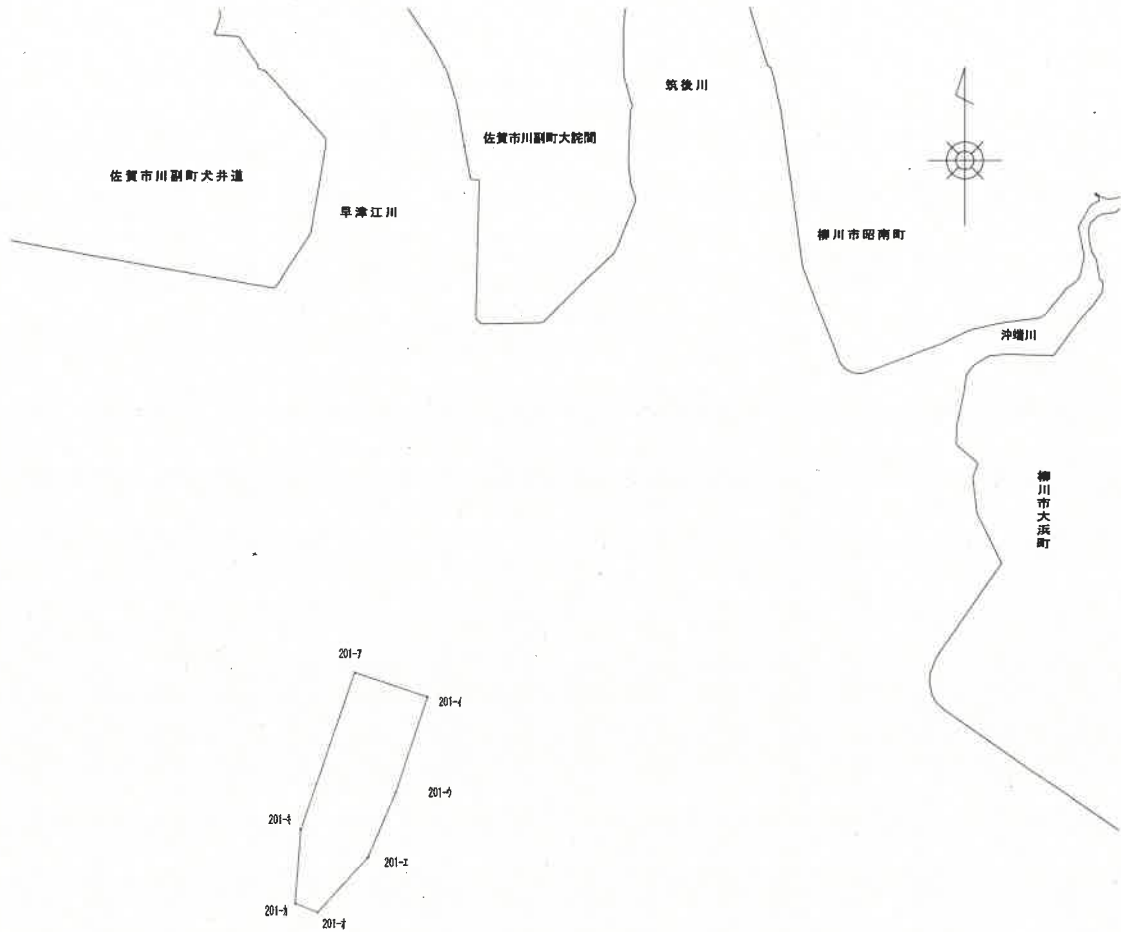 筑後川
佐賀市川副町大詫間
佐賀市川副町犬井道
早津江川
柳川市昭南町
沖端川
柳川市大浜町
201-ア
201-イ
201-ウ
201-キ
201-エ
201-カ
201-オ